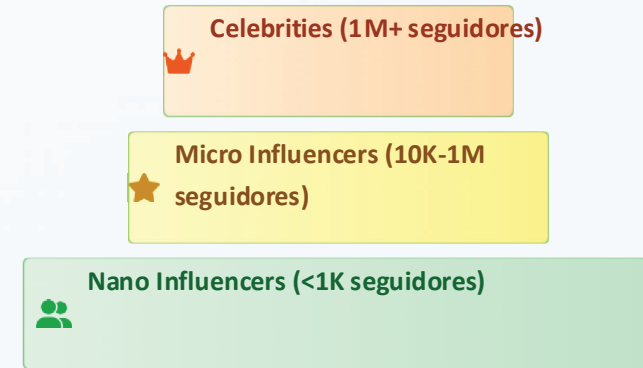 Celebrities (1M+ seguidores)
Micro Influencers (10K-1M
seguidores)
Nano Influencers (<1K seguidores)